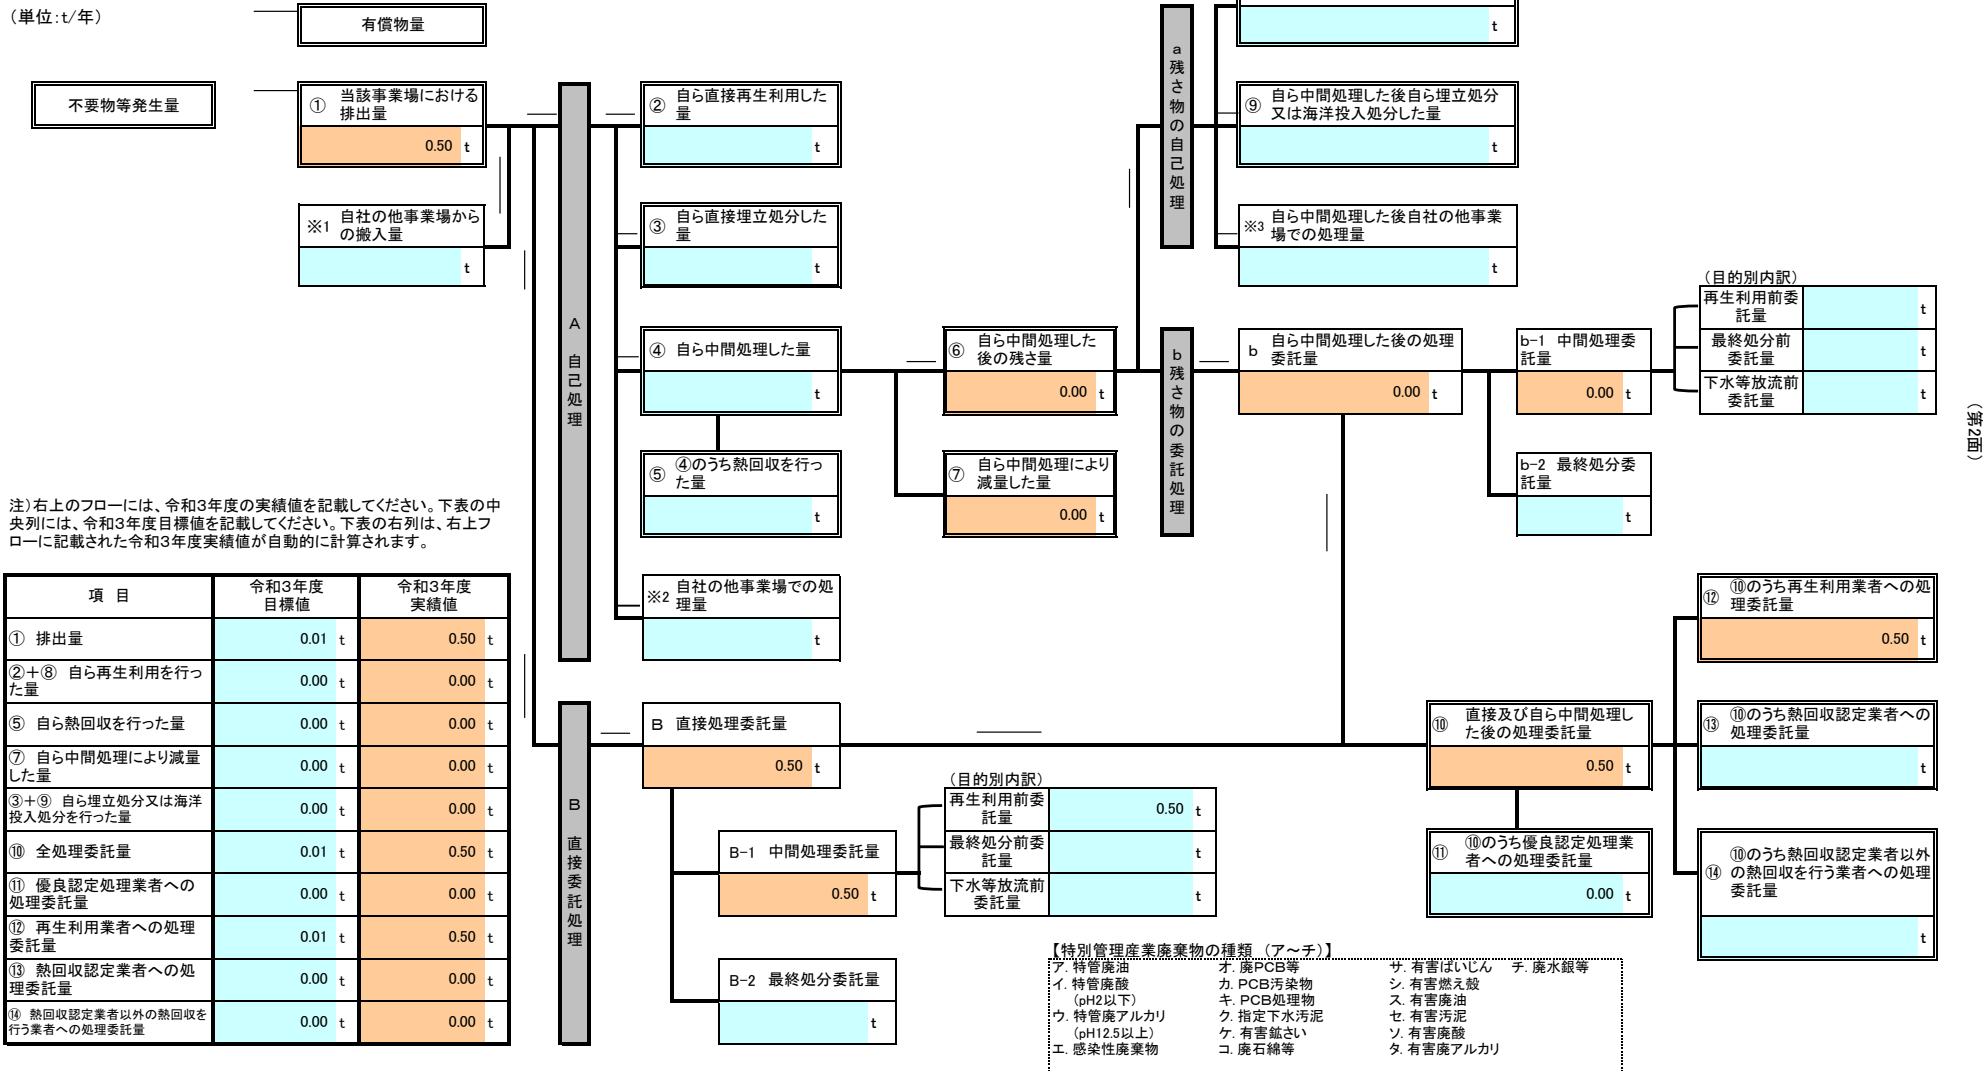 （単位:t/年）
有償物量
t
不要物等発生量
① 当該事業場における
排出量
0.50 t
※1 自社の他事業場から
の搬入量
t
A 自己処理
② 自ら直接再生利用した
量
t
③ 自ら直接埋立処分した
量
t
④ 自ら中間処理した量
t
⑤ ④のうち熱回収を行っ
た量
t
※2 自社の他事業場での処
理量
t
⑥ 自ら中間処理した
後の残さ量
0.00 t
⑦ 自ら中間処理により
減量した量
0.00 t
a残さ物の自己処理
⑨ 自ら中間処理した後自ら埋立処分
又は海洋投入処分した量
t
※3 自ら中間処理した後自社の他事業
場での処理量
t
b残さ物の委託処理
b 自ら中間処理した後の処理
委託量
0.00 t
b-1 中間処理委
託量
0.00 t
（目的別内訳）
再生利用前委
託量
t
最終処分前
委託量
t
下水等放流前
委託量
t
b-2 最終処分委
託量
t
（第2面）
注）右上のフローには、令和3年度の実績値を記載してください。下表の中
央列には、令和3年度目標値を記載してください。下表の右列は、右上フ
ローに記載された令和3年度実績値が自動的に計算されます。
項 目 令和3年度
目標値 令和3年度
実績値
① 排出量 0.01 t 0.50 t
②＋⑧ 自ら再生利用を行っ
た量 0.00 t 0.00 t
⑤ 自ら熱回収を行った量 0.00 t 0.00 t
⑦ 自ら中間処理により減量
した量 0.00 t 0.00 t
③＋⑨ 自ら埋立処分又は海洋
投入処分を行った量 0.00 t 0.00 t
⑩ 全処理委託量 0.01 t 0.50 t
⑪ 優良認定処理業者への
処理委託量 0.00 t 0.00 t
⑫ 再生利用業者への処理
委託量 0.01 t 0.50 t
⑬ 熱回収認定業者への処
理委託量 0.00 t 0.00 t
⑭ 熱回収認定業者以外の熱回収を
行う業者への処理委託量 0.00 t 0.00 t
B 直接委託処理
B 直接処理委託量
0.50 t
B-1 中間処理委託量
0.50 t
B-2 最終処分委託量
t
（目的別内訳）
再生利用前委
託量
0.50 t
最終処分前委
託量
t
下水等放流前
委託量
t
⑩ 直接及び自ら中間処理し
た後の処理委託量
0.50 t
⑪ ⑩のうち優良認定処理業
者への処理委託量
0.00 t
⑫ ⑩のうち再生利用業者への処
理委託量
0.50 t
⑬ ⑩のうち熱回収認定業者への
処理委託量
t
⑭ ⑩のうち熱回収認定業者以外
の熱回収を行う業者への処理
委託量
t
【特別管理産業廃棄物の種類 （ア～チ）】
ア. 特管廃油 オ. 廃PCB等 サ. 有害ばいじん チ. 廃水銀等
イ. 特管廃酸 カ. PCB汚染物 シ. 有害燃え殻
（pH2以下） キ. PCB処理物 ス. 有害廃油
ウ. 特管廃アルカリ ク. 指定下水汚泥 セ. 有害汚泥
（pH12.5以上） ケ. 有害鉱さい ソ. 有害廃酸
エ. 感染性廃棄物 コ. 廃石綿等 タ. 有害廃アルカリ